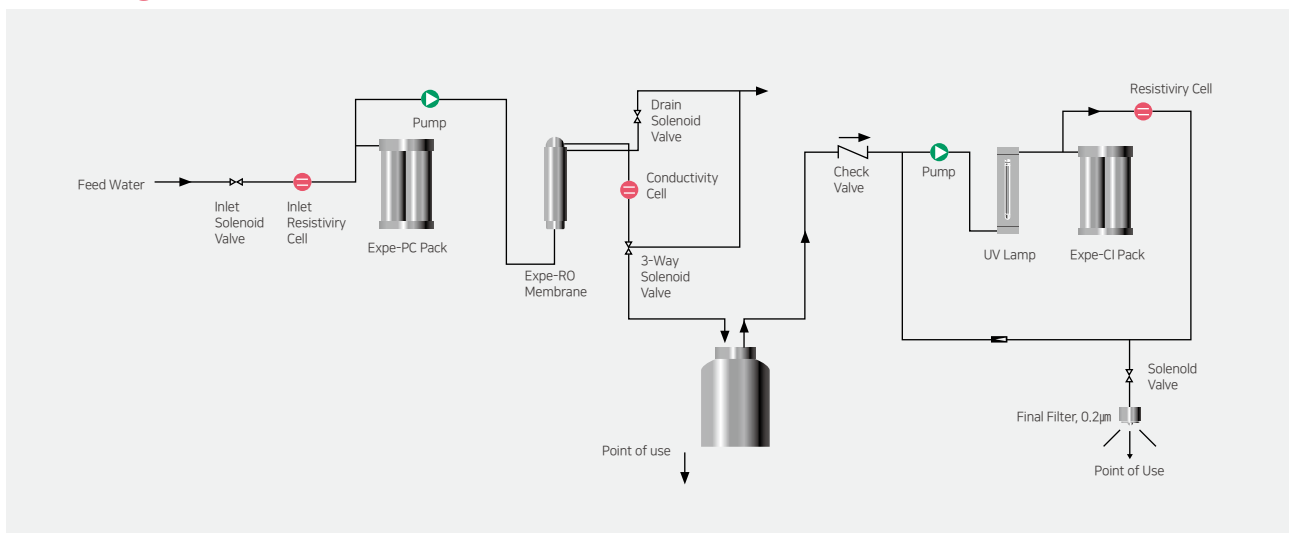 Feed Water
Inlet
Solenoid
Valve
Inlet
Resistiviry
Cell
Pump
Expe-PC Pack
Expe-RO
Membrane
Drain
Solenoid
Valve
Conductivity
Cell
3-Way
Solenoid
Valve
Point of use
Check
Valve
Pump
UV Lamp
Expe-CI Pack
Resistiviry Cell
Solenold
Valve
Final Filter, 0.2㎛
Point of Use